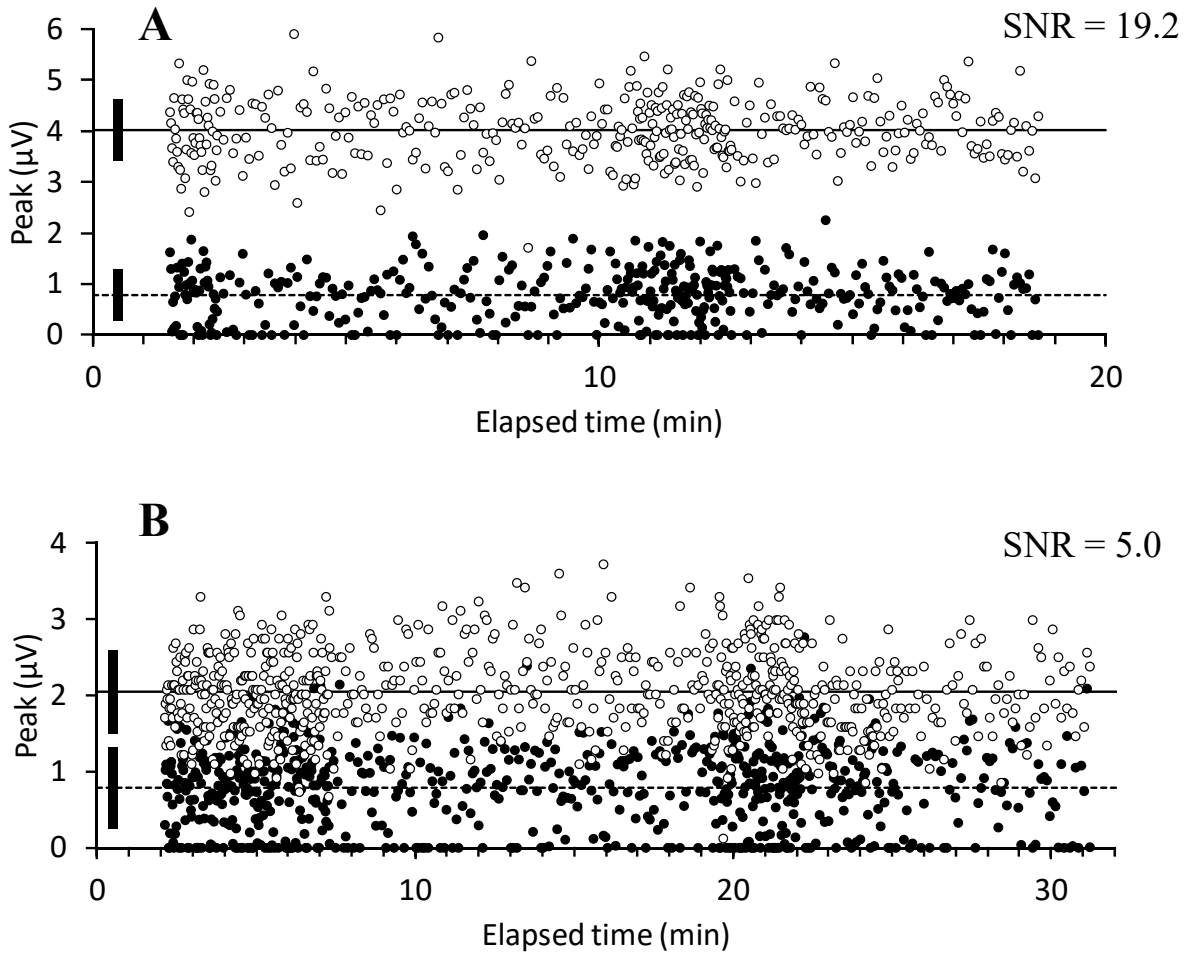 A
SNR = 19.2
6
5
4
3
2
1
0
Peak (µV)
0
10
20
Elapsed time (min)
B
SNR = 5.0
4
3
2
1
0
Peak (µV)
0
10
20
30
Elapsed time (min)